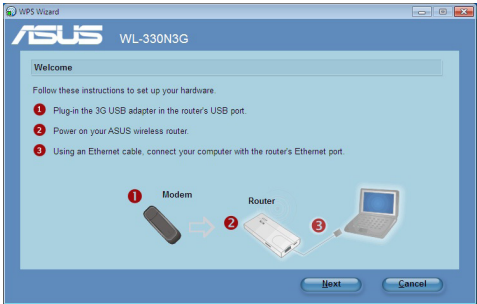 WPS Wizard
ASUS WL-330N3G
Welcome
Follow these instructions to set up your hardware.
1 Plug-in the 3G USB adapter in the router's USB port.
2 Power on your ASUS wireless router.
3 Using an Ethernet cable, connect your computer with the router's Ethernet port.
1 Modem
2 Router
3
Next Cancel